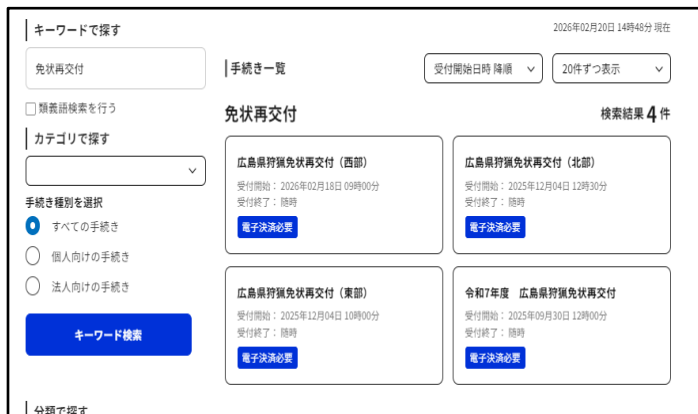 キーワードで探す
2026年02月20日 14時48分 現在
免状再交付
類義語検索を行う
カテゴリで探す
手続き種別を選択
すべての手続き
個人向けの手続き
法人向けの手続き
キーワード検索
分類で探す
手続き一覧
受付開始日時 降順
20件ずつ表示
免状再交付
検索結果 4 件
広島県狩猟免状再交付（西部）
受付開始： 2026年02月18日 09時00分
受付終了： 随時
電子決済必要
広島県狩猟免状再交付（北部）
受付開始： 2025年12月04日 12時30分
受付終了： 随時
電子決済必要
広島県狩猟免状再交付（東部）
受付開始： 2025年12月04日 10時00分
受付終了： 随時
電子決済必要
令和7年度　広島県狩猟免状再交付
受付開始： 2025年09月30日 12時00分
受付終了： 随時
電子決済必要